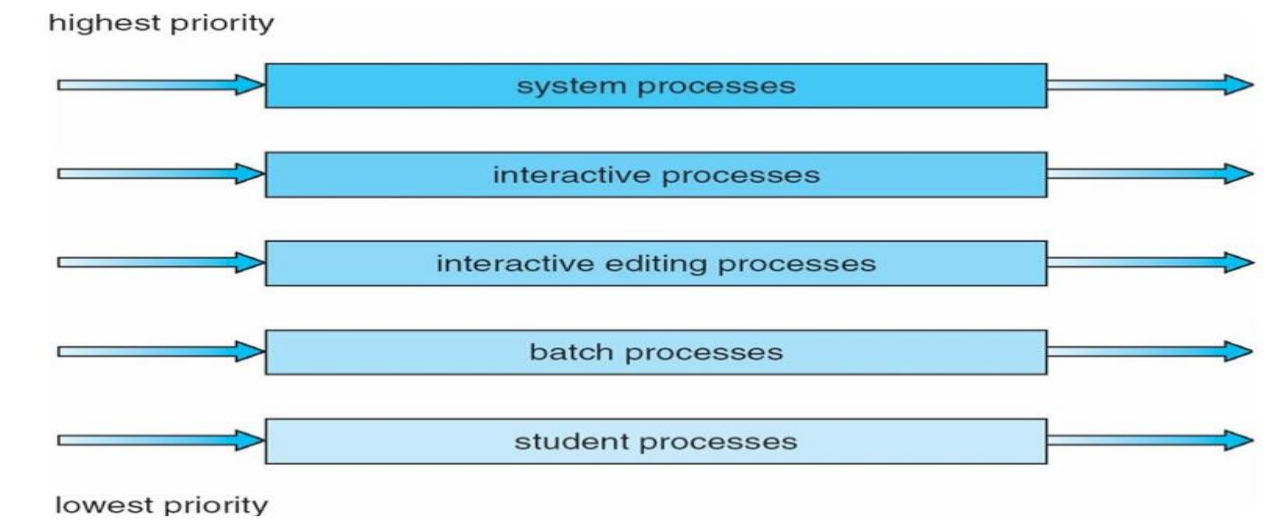 highest priority
system processes
interactive processes
interactive editing processes
batch processes
student processes
lowest priority